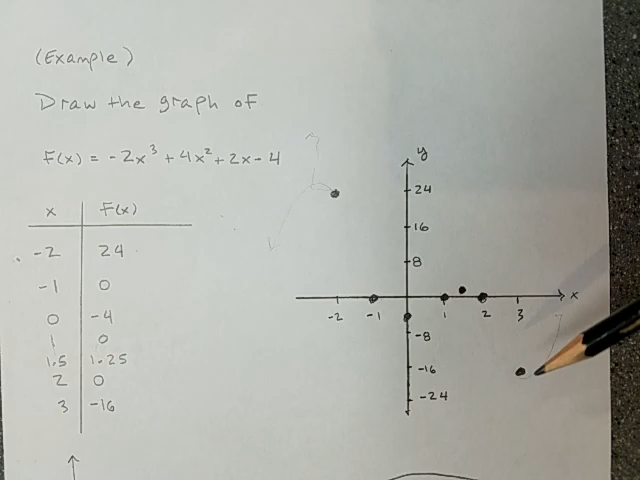 (Example)
Draw the graph of
F(x) = -2x³ + 4x² + 2x - 4
x F(x)
-2 24
-1 0
0 -4
1 0
1.5 1.25
2 0
3 -16
y
24
16
8
-2 -1 1 2 3 x
-8
-16
-24